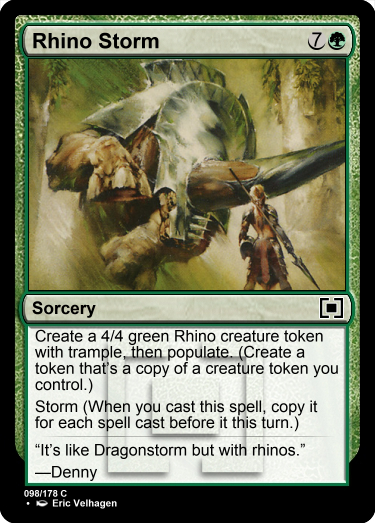 Rhino Storm 7
Sorcery
Create a 4/4 green Rhino creature token
with trample, then populate. (Create a
token that's a copy of a creature token you
control.)
Storm (When you cast this spell, copy it
for each spell cast before it this turn.)
“It's like Dragonstorm but with rhinos.”
—Denny
098/178 C
• Eric Velhagen